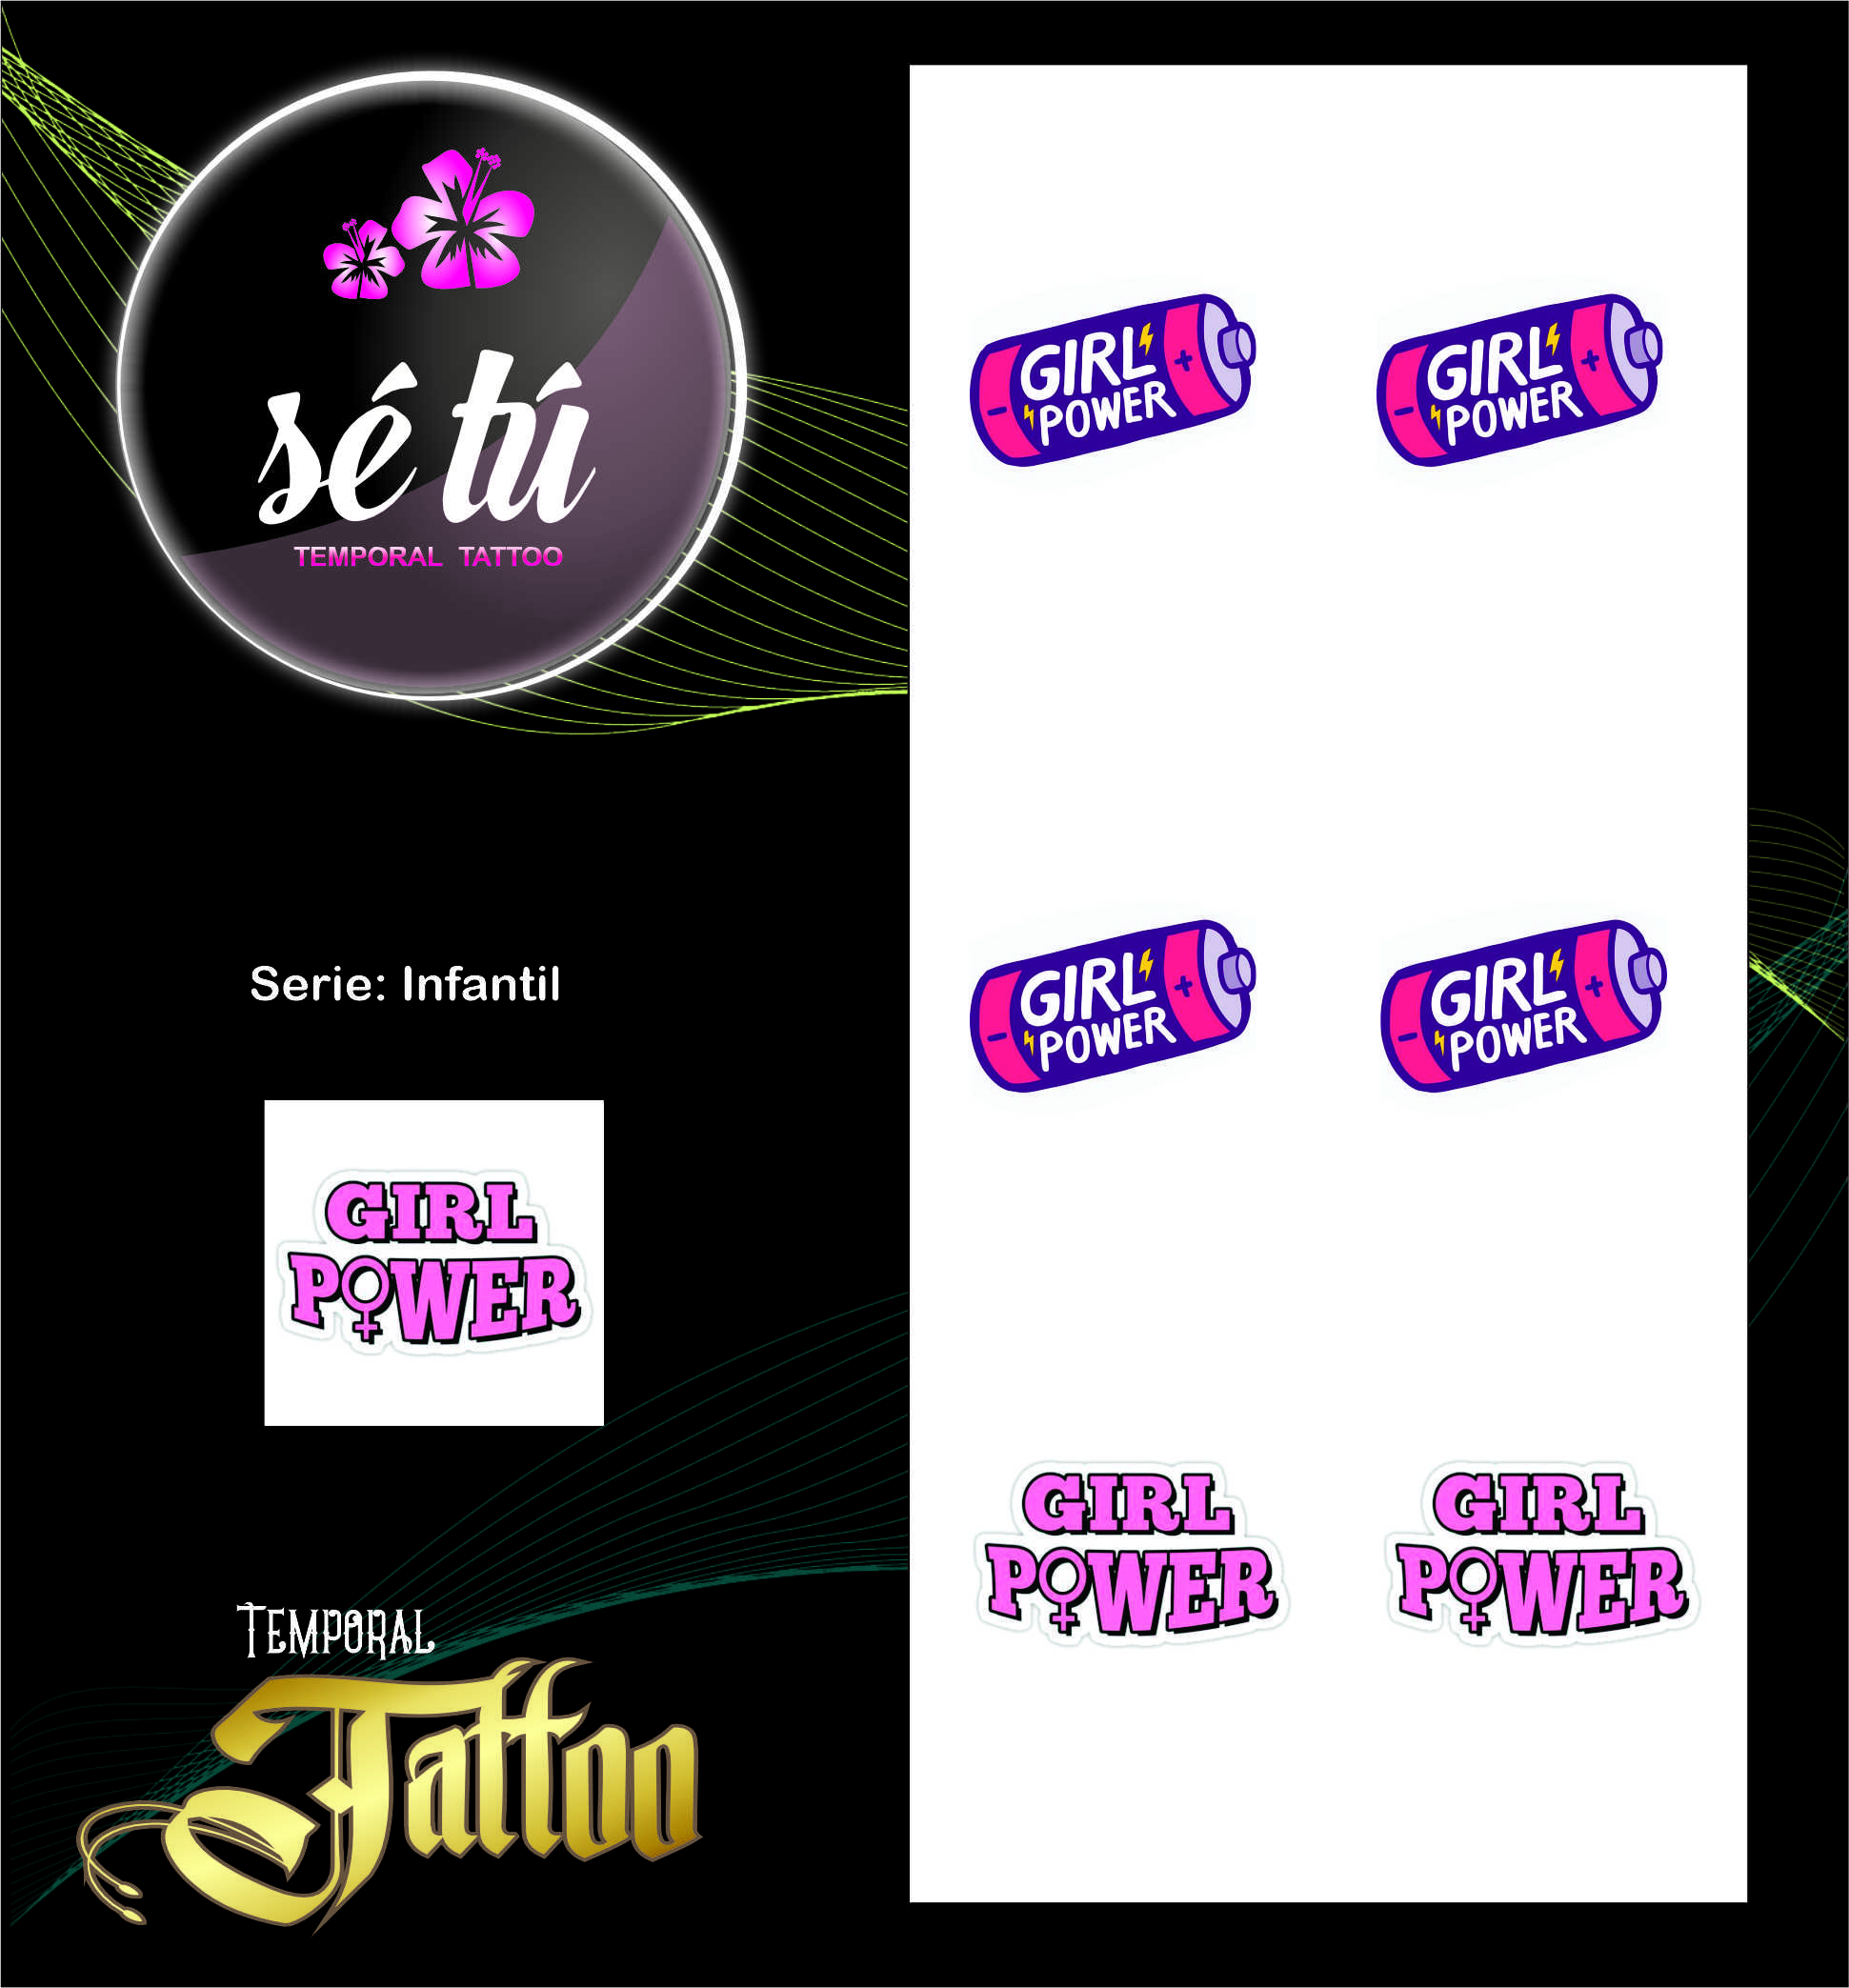 sé tú
TEMPORAL TATTOO
Serie: Infantil
GIRL
POWER
TEMPORAL
Tattoo
GIRL
- POWER +
GIRL
- POWER +
GIRL
- POWER +
GIRL
- POWER +
GIRL
POWER
GIRL
POWER